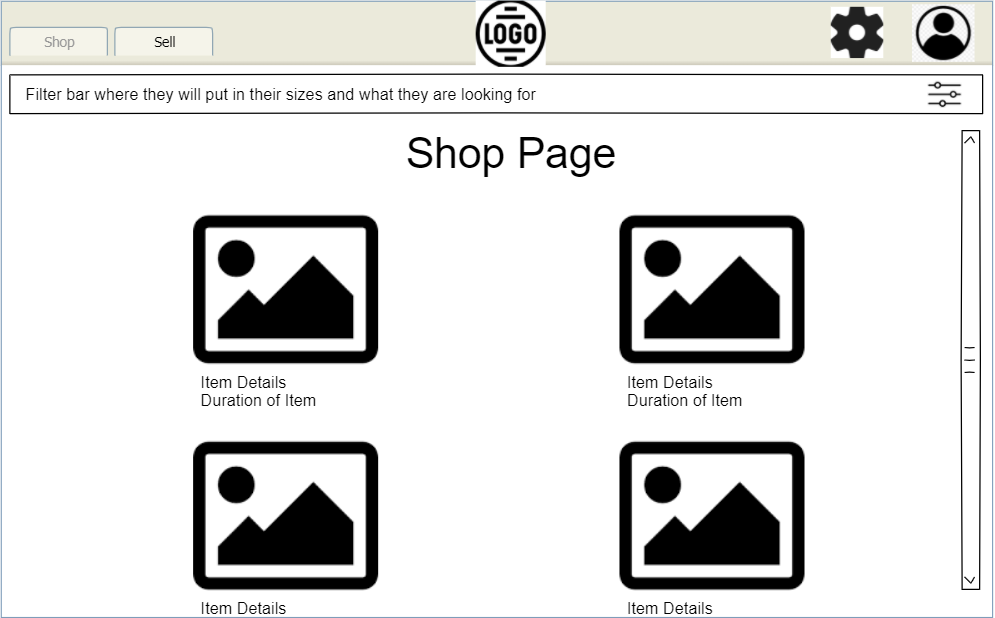 Shop
Sell
LOGO
Filter bar where they will put in their sizes and what they are looking for
Shop Page
Item Details
Duration of Item
Item Details
Duration of Item
Item Details
Item Details